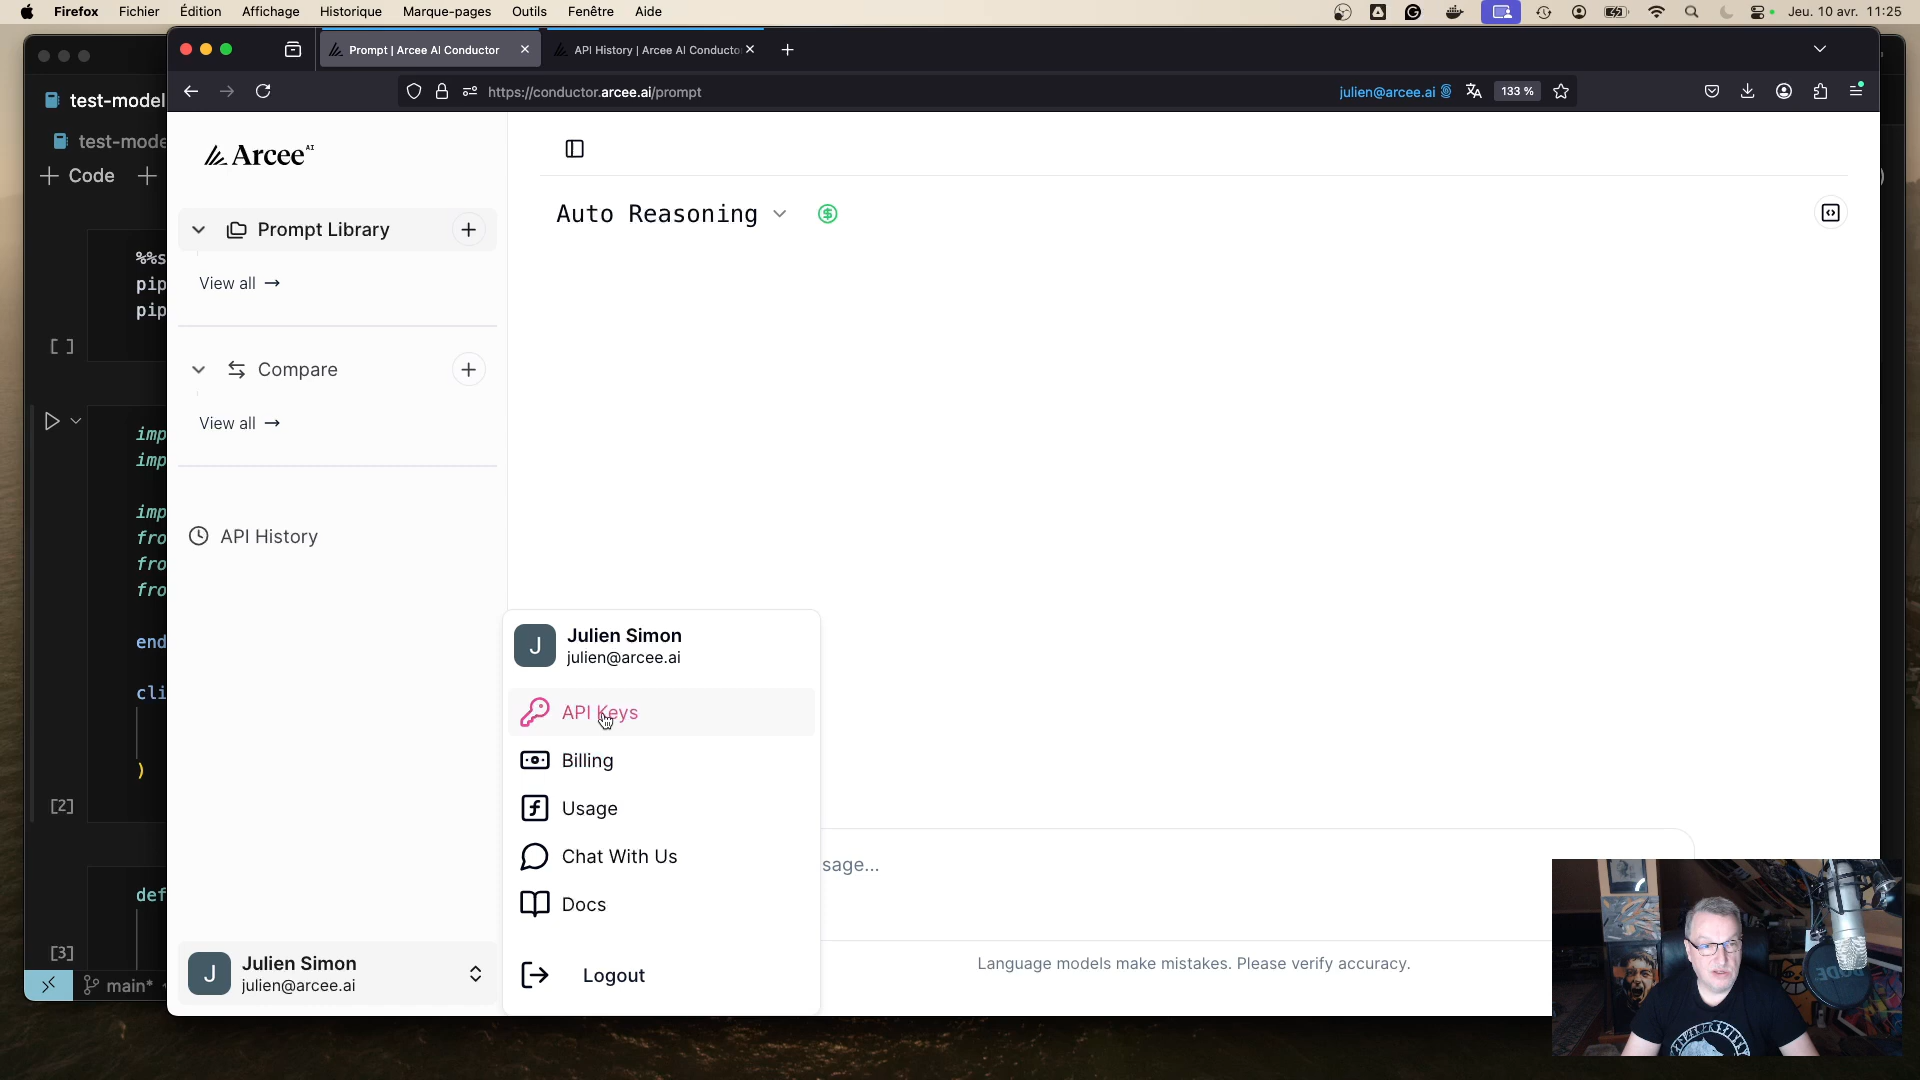 Firefox Fichier Édition Affichage Historique Marque-pages Outils Fenêtre Aide
Jeu. 10 avr. 11:25
Prompt | Arcee AI Conductor
API History | Arcee AI Conducto
https://conductor.arcee.ai/prompt
julien@arcee.ai
133 %
test-model
test-mode
Code
%%s
pip
pip
[ ]
imp
imp
imp
fro
fro
fro
end
cli
)
[2]
def
[3]
main*
Arcee AI
Prompt Library
View all →
Compare
View all →
API History
Auto Reasoning
J
Julien Simon
julien@arcee.ai
API Keys
Billing
Usage
Chat With Us
Docs
Logout
J
Julien Simon
julien@arcee.ai
sage...
Language models make mistakes. Please verify accuracy.